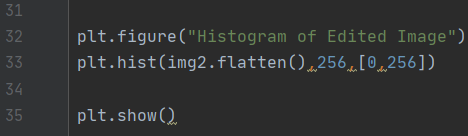 31
32 plt.figure("Histogram of Edited Image")
33 plt.hist(img2.flatten(),256,[0,256])
34
35 plt.show()